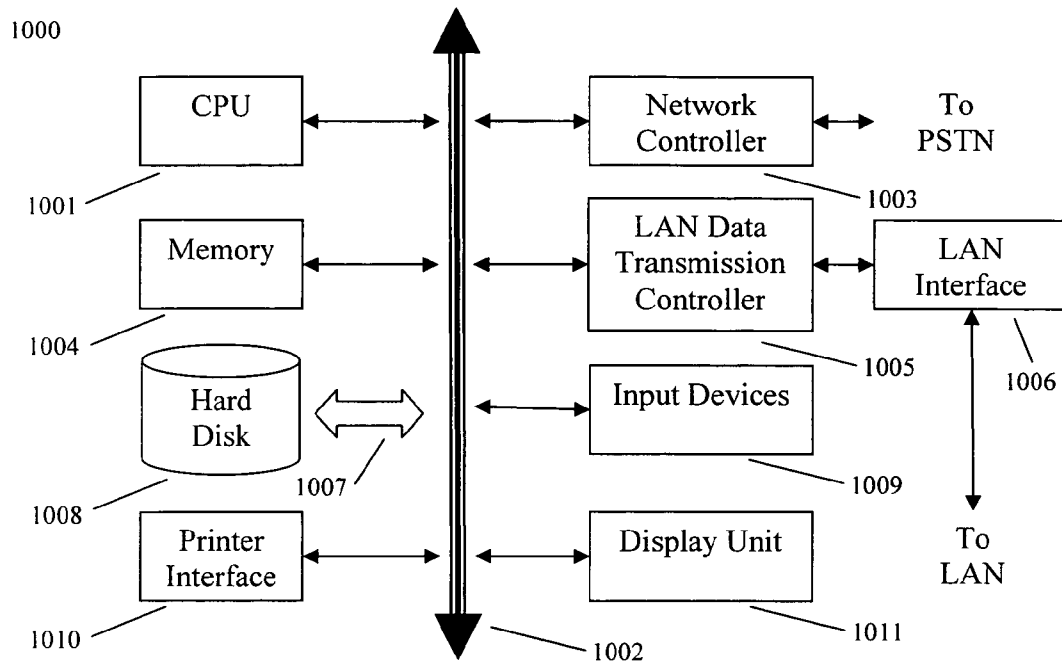 1000
CPU
1001
Network
Controller
1003
To
PSTN
Memory
1004
LAN Data
Transmission
Controller
1005
LAN
Interface
1006
Hard
Disk
1008
1007
Input Devices
1009
Printer
Interface
1010
Display Unit
1011
To
LAN
1002